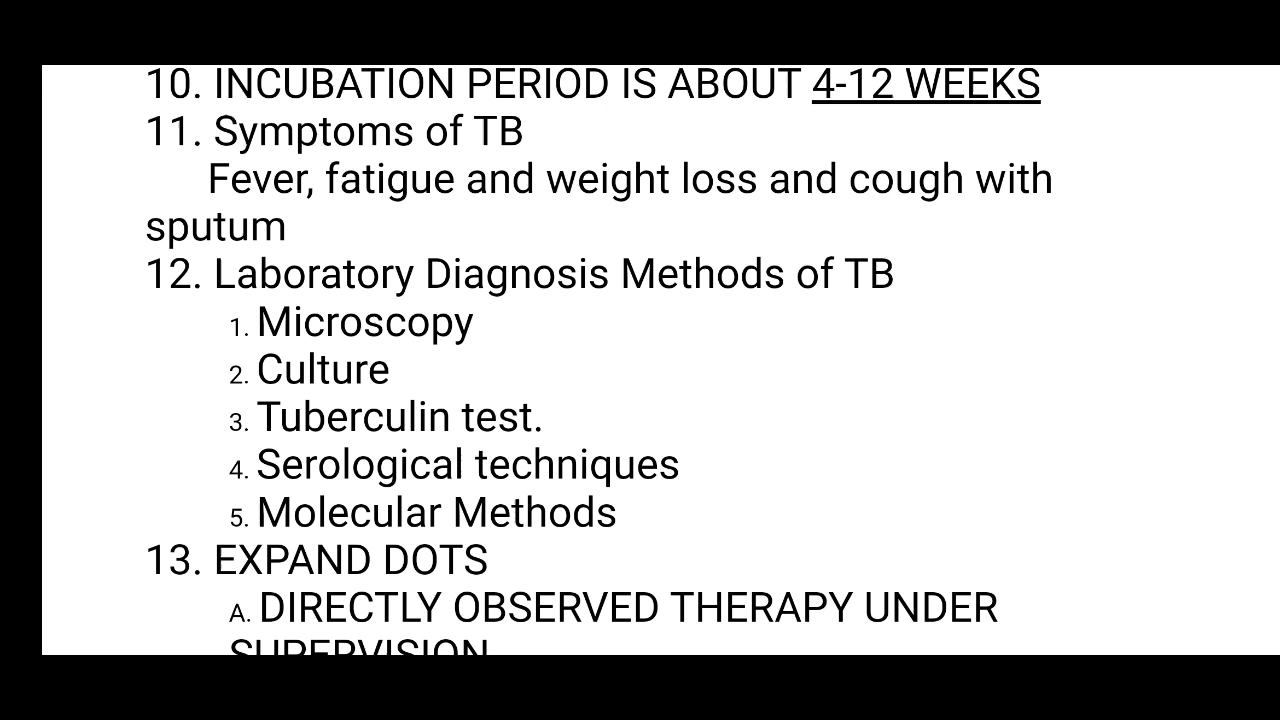 10. INCUBATION PERIOD IS ABOUT 4-12 WEEKS
11. Symptoms of TB
Fever, fatigue and weight loss and cough with
sputum
12. Laboratory Diagnosis Methods of TB
1. Microscopy
2. Culture
3. Tuberculin test.
4. Serological techniques
5. Molecular Methods
13. EXPAND DOTS
A. DIRECTLY OBSERVED THERAPY UNDER
SUPERVISION